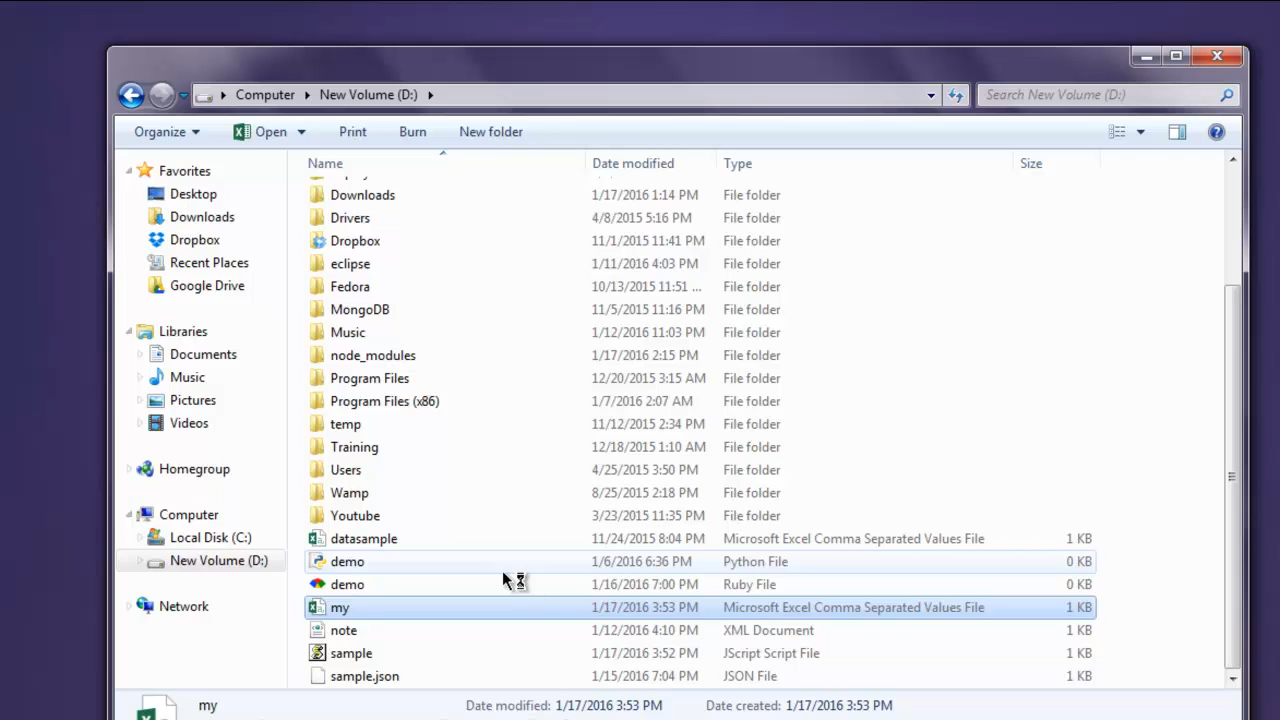 Computer New Volume (D:) Search New Volume (D:)
Organize Open Print Burn New folder
Name Date modified Type Size
Favorites
Desktop
Downloads
Dropbox
Recent Places
Google Drive
Libraries
Documents
Music
Pictures
Videos
Homegroup
Computer
Local Disk (C:)
New Volume (D:)
Network
Downloads 1/17/2016 1:14 PM File folder
Drivers 4/8/2015 5:16 PM File folder
Dropbox 11/1/2015 11:41 PM File folder
eclipse 1/11/2016 4:03 PM File folder
Fedora 10/13/2015 11:51 ... File folder
MongoDB 11/5/2015 11:16 PM File folder
Music 1/12/2016 11:03 PM File folder
node_modules 1/17/2016 2:15 PM File folder
Program Files 12/20/2015 3:15 AM File folder
Program Files (x86) 1/7/2016 2:07 AM File folder
temp 11/12/2015 2:34 PM File folder
Training 12/18/2015 1:10 AM File folder
Users 4/25/2015 3:50 PM File folder
Wamp 8/25/2015 2:18 PM File folder
Youtube 3/23/2015 11:35 PM File folder
datasample 11/24/2015 8:04 PM Microsoft Excel Comma Separated Values File 1 KB
demo 1/6/2016 6:36 PM Python File 0 KB
demo 1/16/2016 7:00 PM Ruby File 0 KB
my 1/17/2016 3:53 PM Microsoft Excel Comma Separated Values File 1 KB
note 1/12/2016 4:10 PM XML Document 1 KB
sample 1/17/2016 3:52 PM JScript Script File 1 KB
sample.json 1/15/2016 7:04 PM JSON File 1 KB
my Date modified: 1/17/2016 3:53 PM Date created: 1/17/2016 3:53 PM